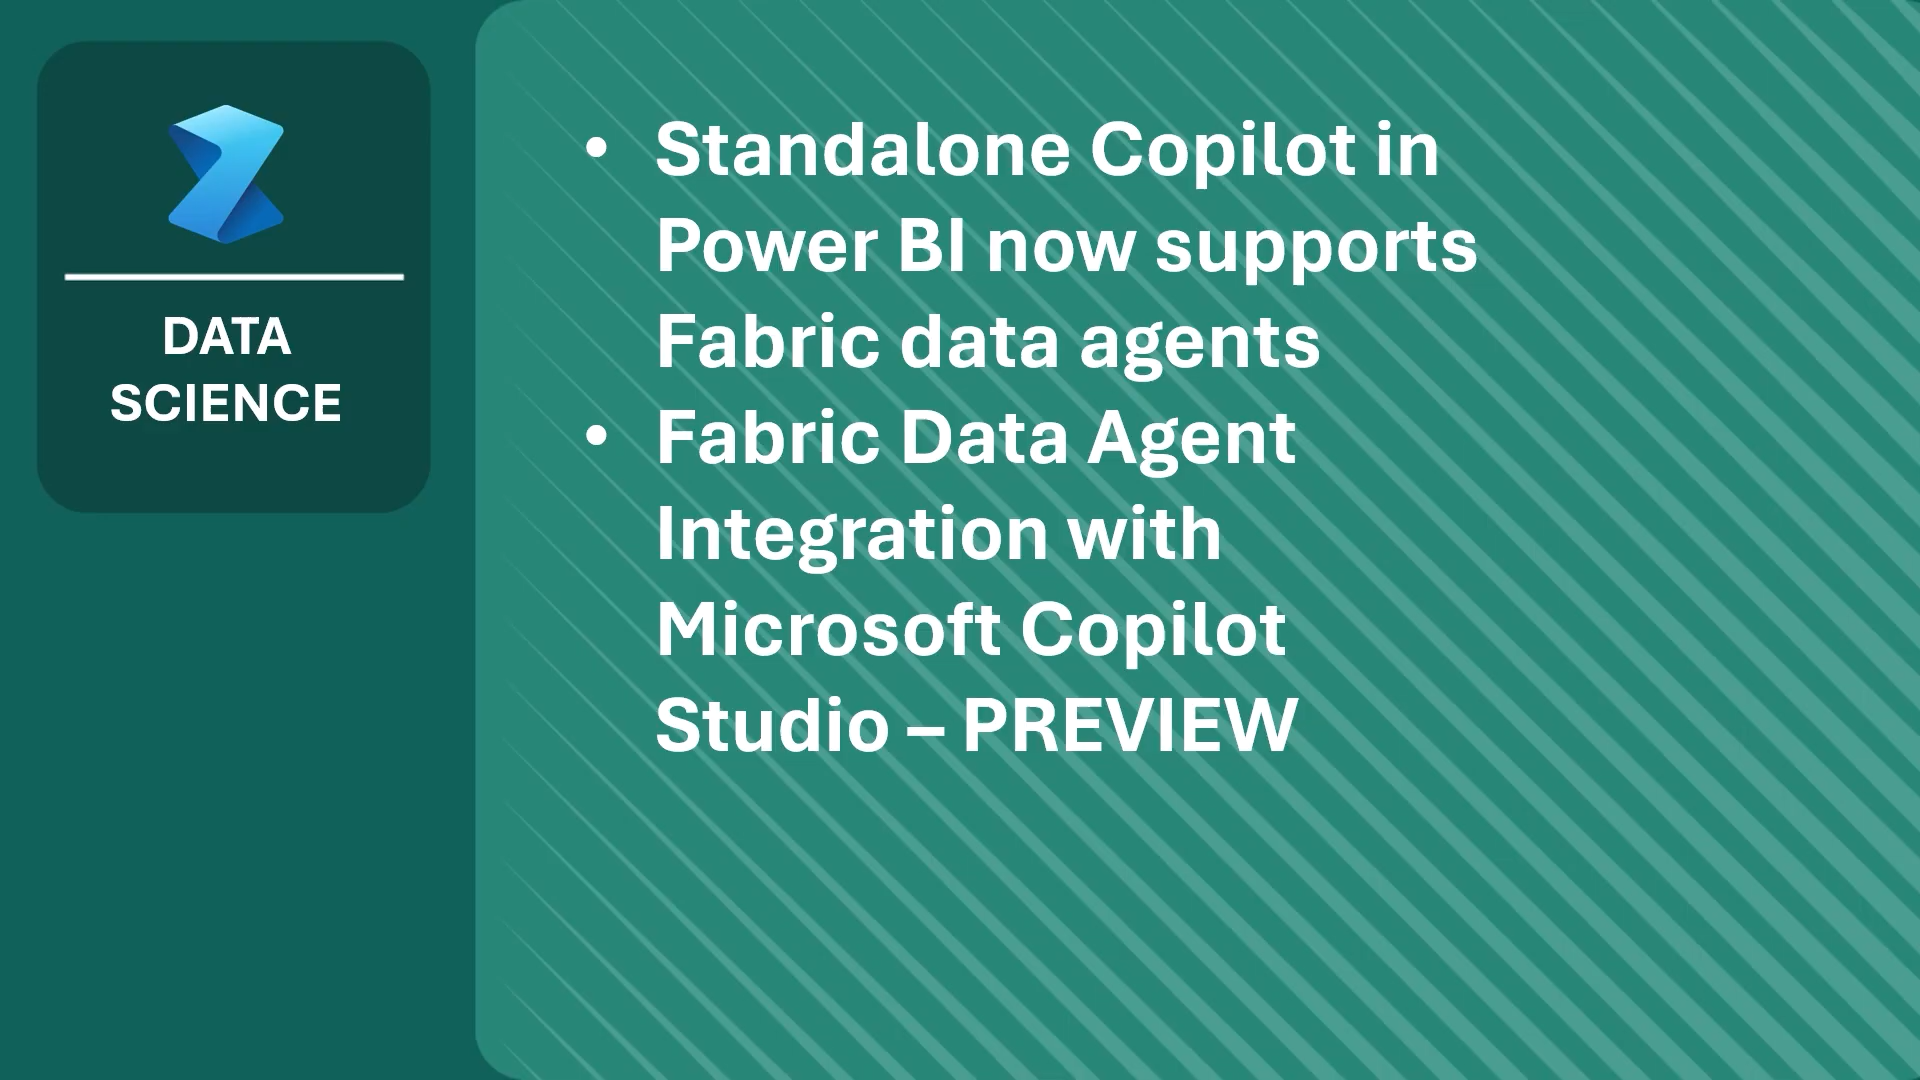 DATA
SCIENCE
• Standalone Copilot in
Power BI now supports
Fabric data agents
• Fabric Data Agent
Integration with
Microsoft Copilot
Studio – PREVIEW